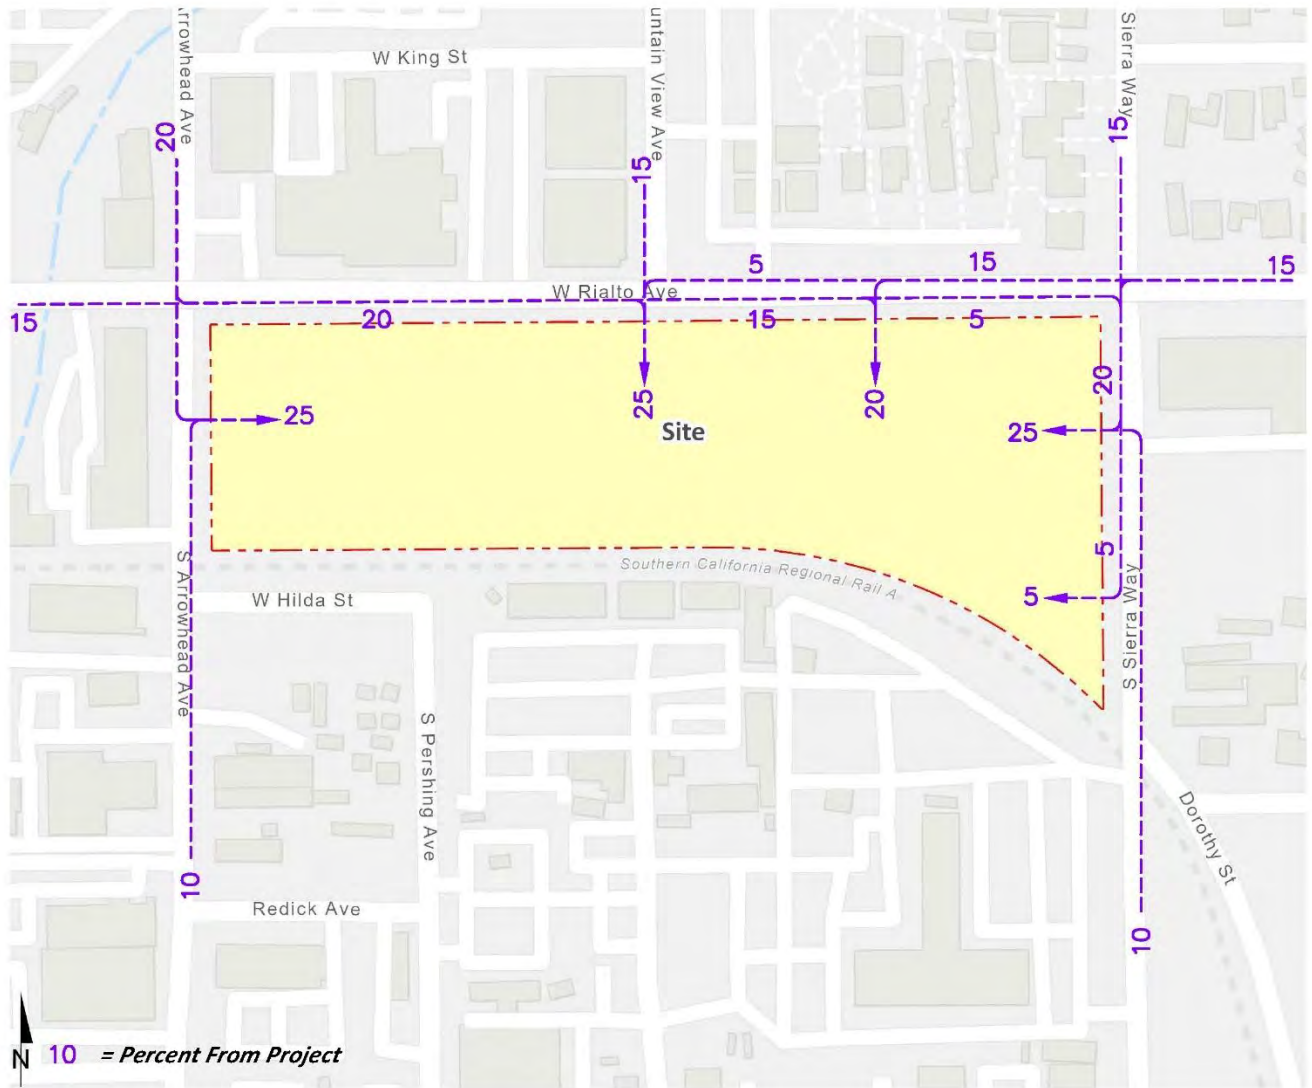 Arrowhead Ave
W King St
untain View Ave
Sierra Way
20
15
15
5
15
15
W Rialto Ave
15
20
15
5
20
25
25
20
25
Site
5
5
Southern California Regional Rail A
S Arrowhead Ave
W Hilda St
S Sierra Way
S Pershing Ave
Dorothy St
10
Redick Ave
10
N
10 = Percent From Project